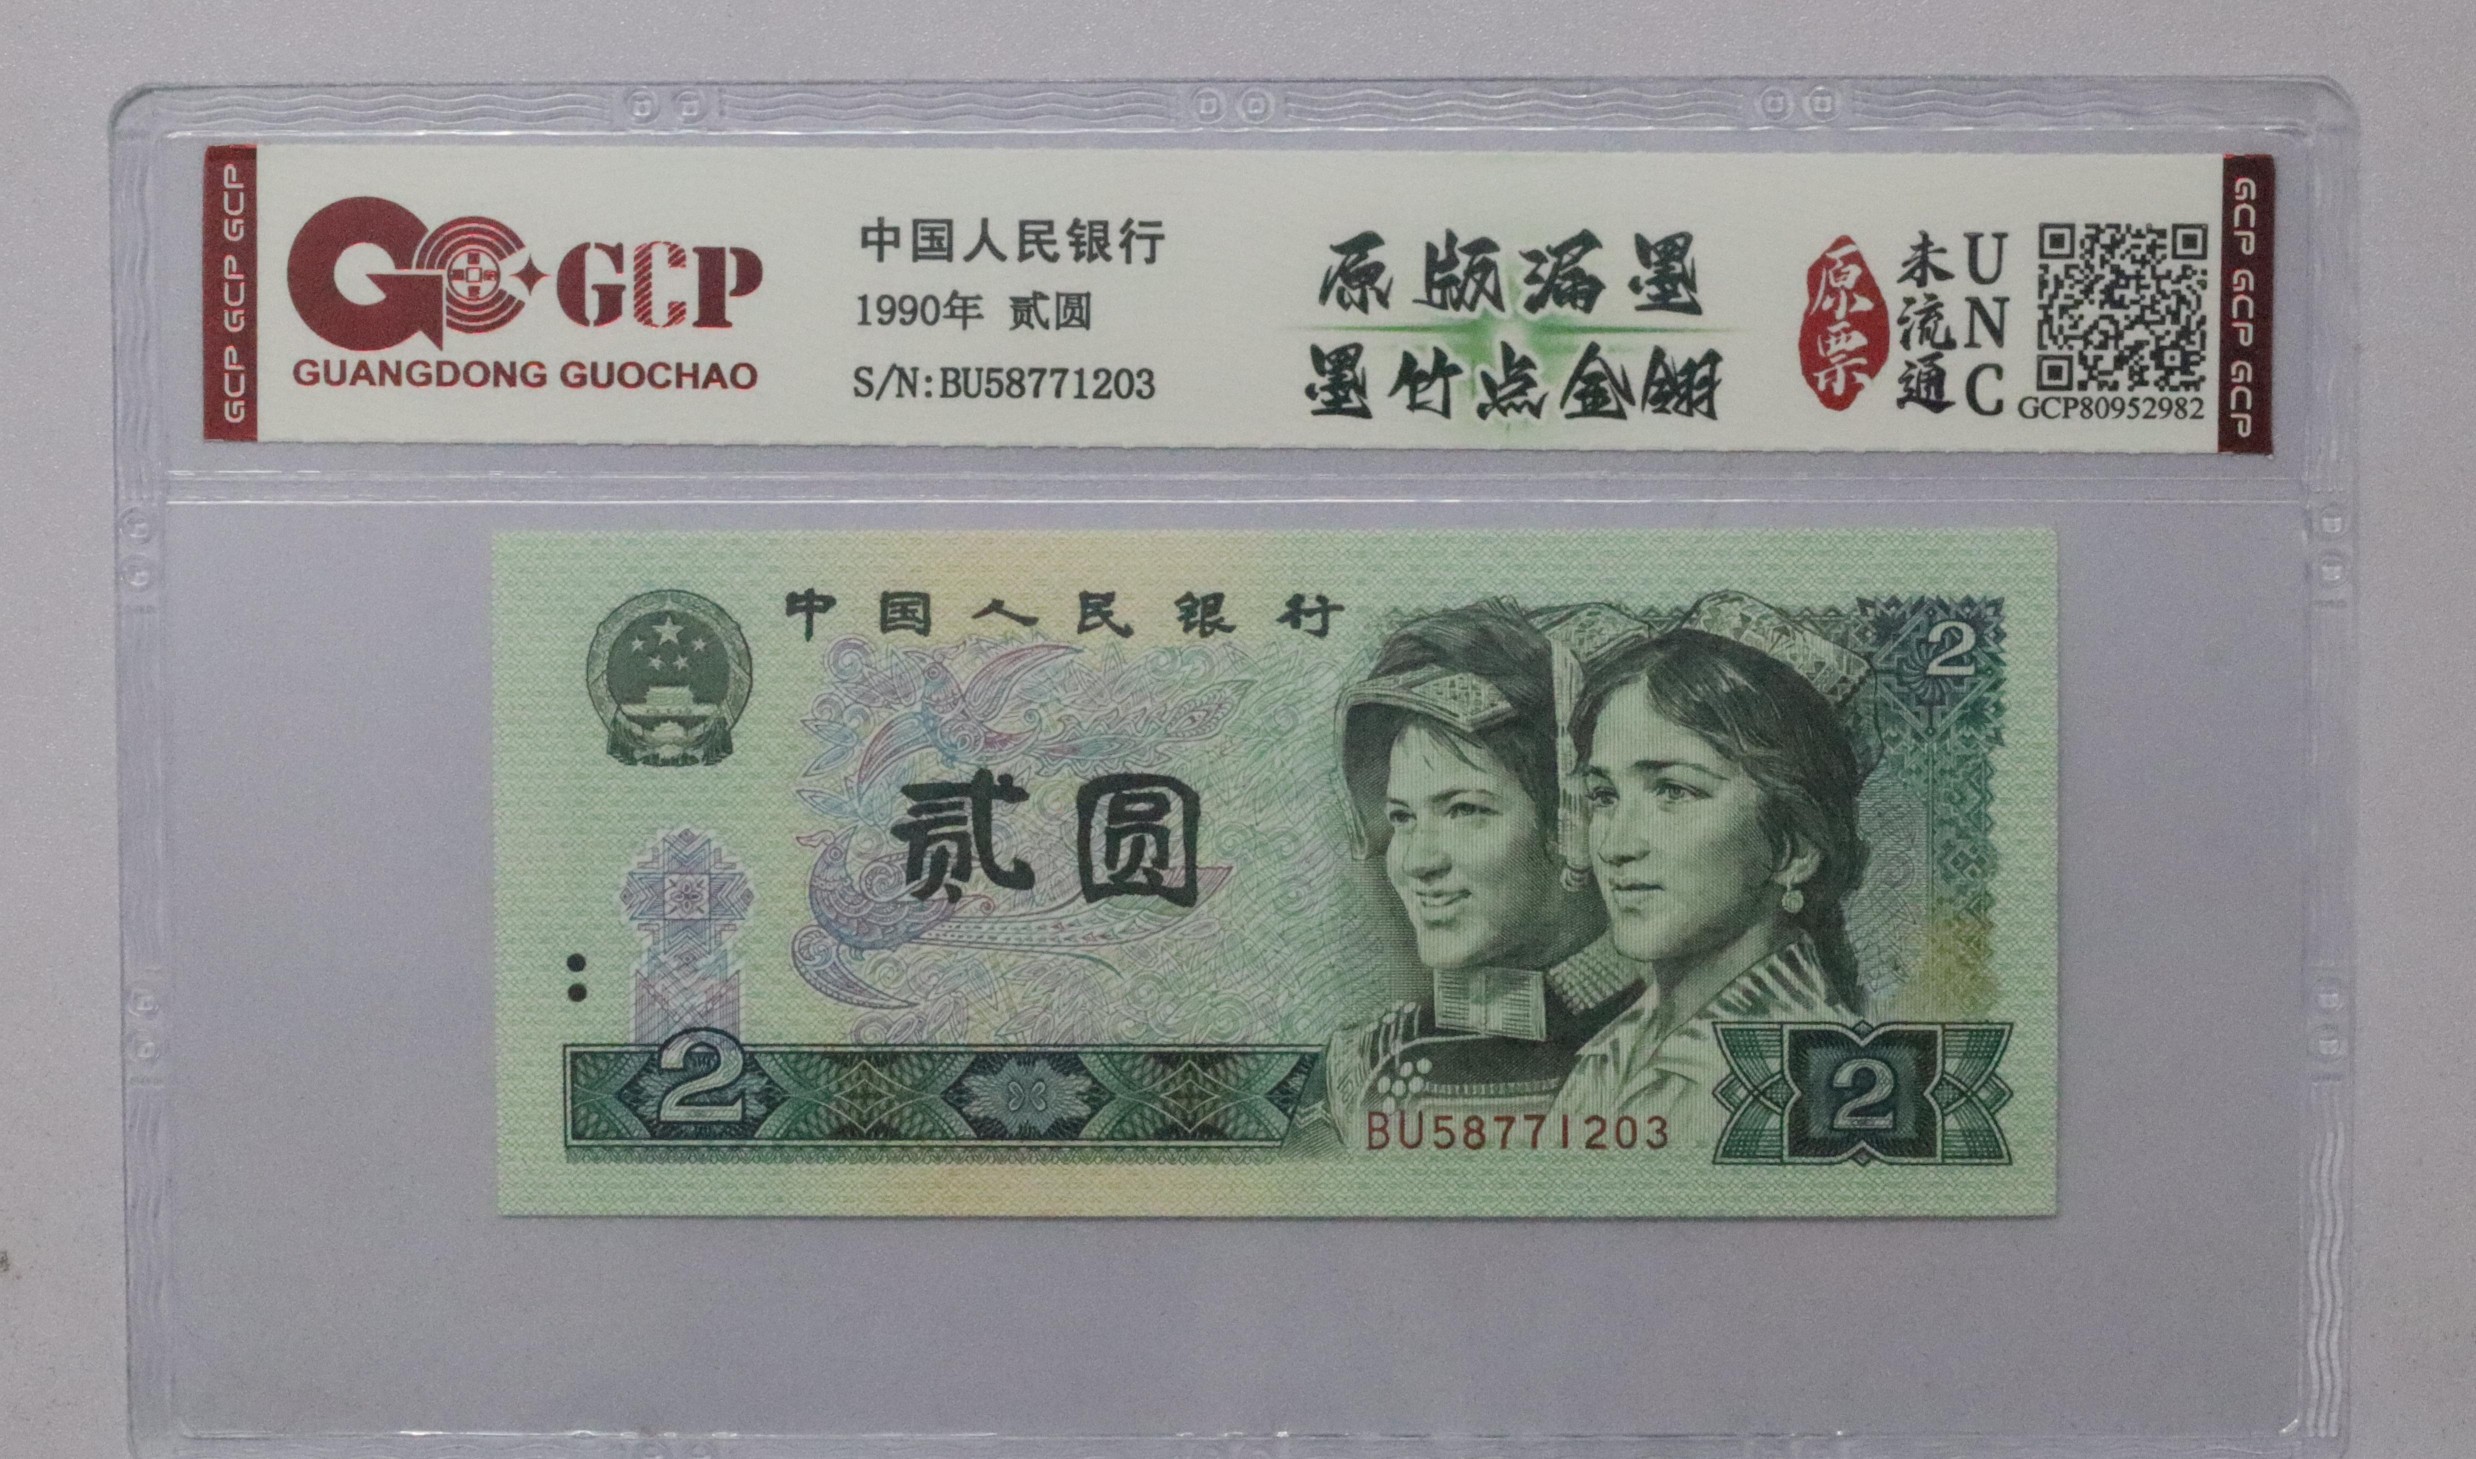 GCP GCP GCP
GCP
GUANGDONG GUOCHAO
中国人民银行
1990年 贰圆
S/N:BU58771203
原版漏墨
墨竹点金翎
原票
未流通
UNC
GCP80952982
GCP GCP GCP
中国人民银行
2
贰圆
2
BU58771203
2